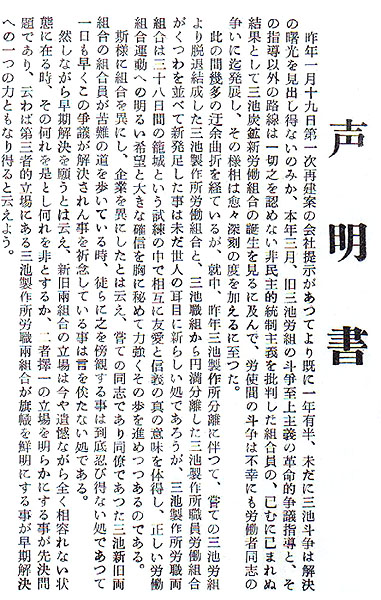 声明書
昨年一月十九日第一次再建案の会社提示があつてより既に一年有半、未だに三池斗争は解決
の曙光を見出し得ないのみか、本年三月、旧三池労組の斗争至上主義の革命的争議指導と、そ
の指導以外の路線は一切之を認めない非民主的統制主義を批判した組合員の、已むに已まれぬ
結果として三池炭鉱新労働組合の誕生を見るに及んで、労使間の斗争は不幸にも労働者同志の
争いに迄発展し、その様相は愈々深刻の度を加えるに至つた。
此の間幾多の迂余曲折を経ているが、就中、昨年三池製作所分離に伴つて、嘗ての三池労組
より脱退結成した三池製作所労働組合と、三池職組から円満分離した三池製作所職員労働組合
がくつわを並べて新発足した事は未だ世人の耳目に新らしい処であろうが、三池製作所労職両
組合は三十八日間の籠城という試練の中で相互に友愛と信義の真の意味を体得し、正しい労働
組合運動への明るい希望と大きな確信を胸に秘めて力強くその歩を進めつつあるのである。
斯様に組合を異にし、企業を異にしたとは云え、嘗ての同志であり同僚であつた三池新旧両
組合の組合員が苦難の道を歩いている時、徒らに之を傍観する事は到底忍び得ない処であつて
一日も早くこの争議が解決されん事を祈念している事は言を俟たない処である。
然しながら早期解決を願うとは云え、新旧両組合の立場は今や遺憾ながら全く相容れない状
態に在る時、その何れを是とし何れを非とするか、二者択一の立場を明らかにする事が先決問
題であり、云わば第三者的立場にある三池製作所労職両組合が旗幟を鮮明にする事が早期解決
への一つの力ともなり得ると云えよう。